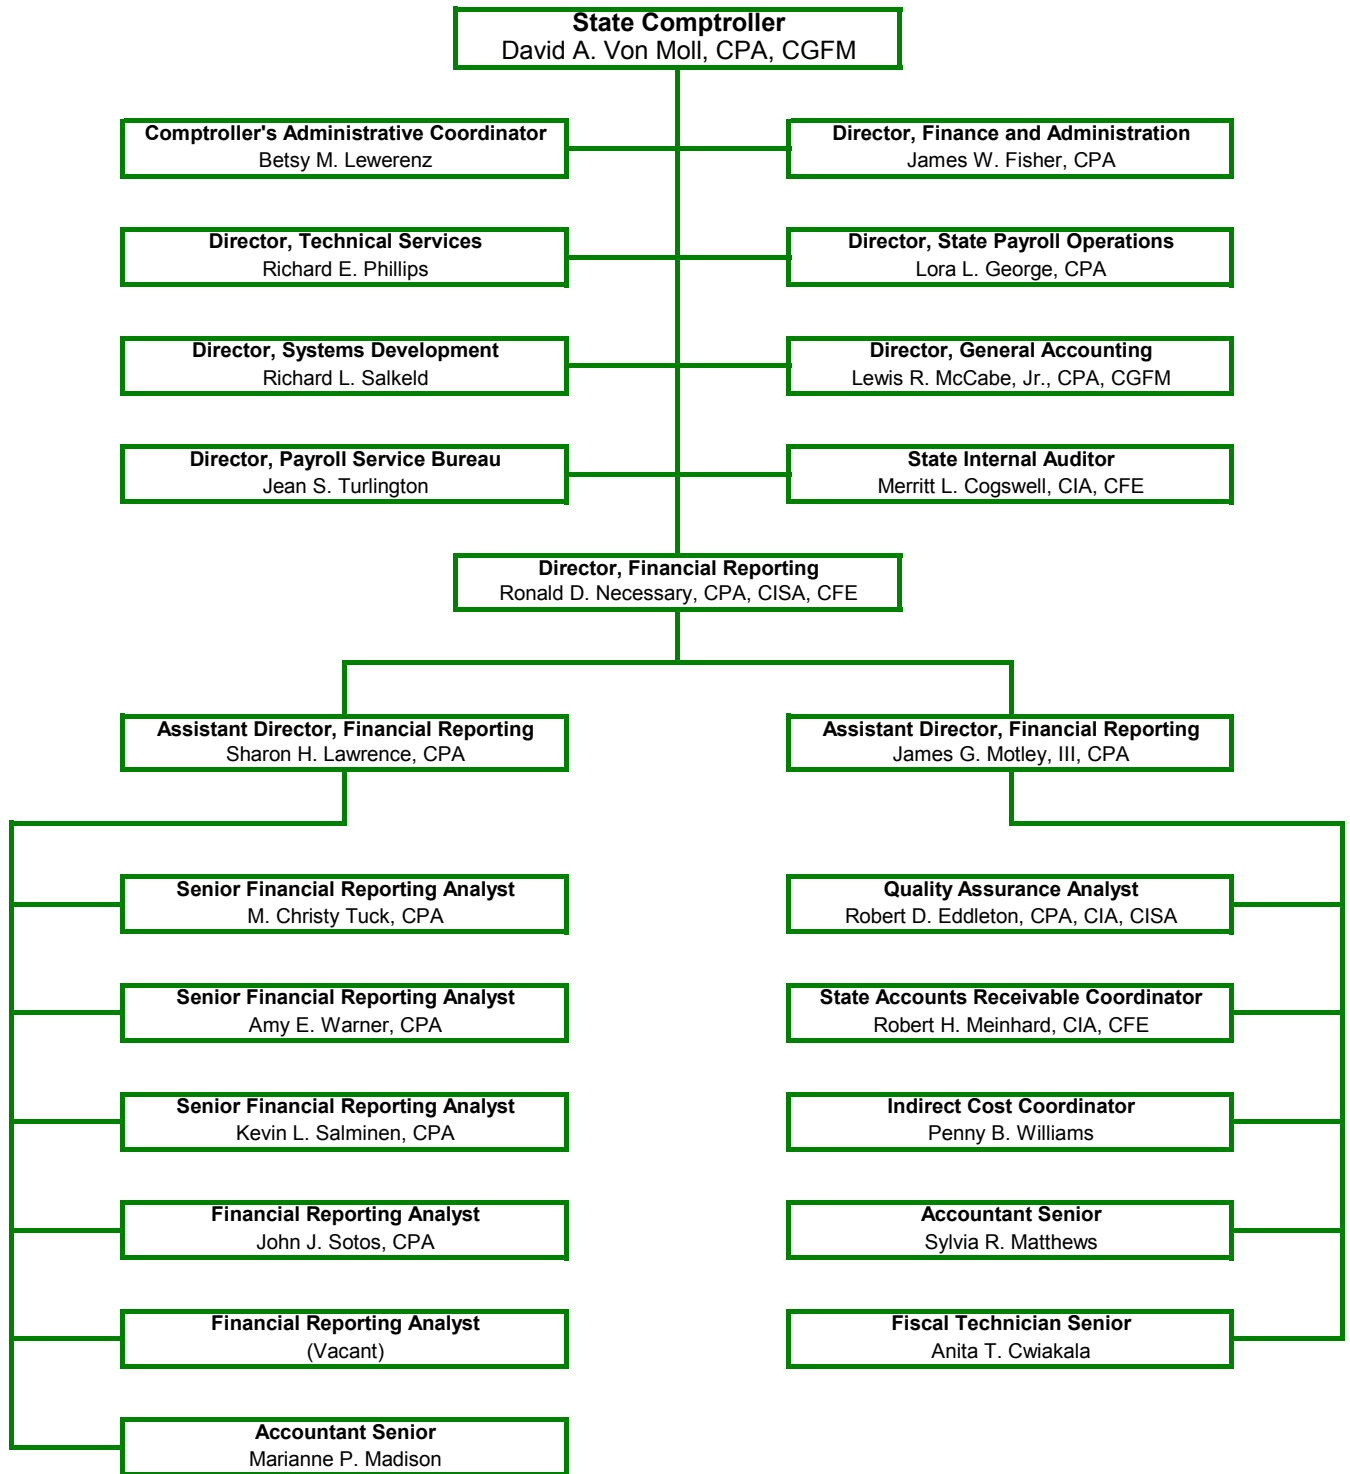 State Comptroller
David A. Von Moll, CPA, CGFM
Comptroller's Administrative Coordinator
Betsy M. Lewerenz
Director, Finance and Administration
James W. Fisher, CPA
Director, Technical Services
Richard E. Phillips
Director, State Payroll Operations
Lora L. George, CPA
Director, Systems Development
Richard L. Salkeld
Director, General Accounting
Lewis R. McCabe, Jr., CPA, CGFM
Director, Payroll Service Bureau
Jean S. Turlington
State Internal Auditor
Merritt L. Cogswell, CIA, CFE
Director, Financial Reporting
Ronald D. Necessary, CPA, CISA, CFE
Assistant Director, Financial Reporting
Sharon H. Lawrence, CPA
Assistant Director, Financial Reporting
James G. Motley, III, CPA
Senior Financial Reporting Analyst
M. Christy Tuck, CPA
Quality Assurance Analyst
Robert D. Eddleton, CPA, CIA, CISA
Senior Financial Reporting Analyst
Amy E. Warner, CPA
State Accounts Receivable Coordinator
Robert H. Meinhard, CIA, CFE
Senior Financial Reporting Analyst
Kevin L. Salminen, CPA
Indirect Cost Coordinator
Penny B. Williams
Financial Reporting Analyst
John J. Sotos, CPA
Accountant Senior
Sylvia R. Matthews
Financial Reporting Analyst
(Vacant)
Fiscal Technician Senior
Anita T. Cwiakala
Accountant Senior
Marianne P. Madison